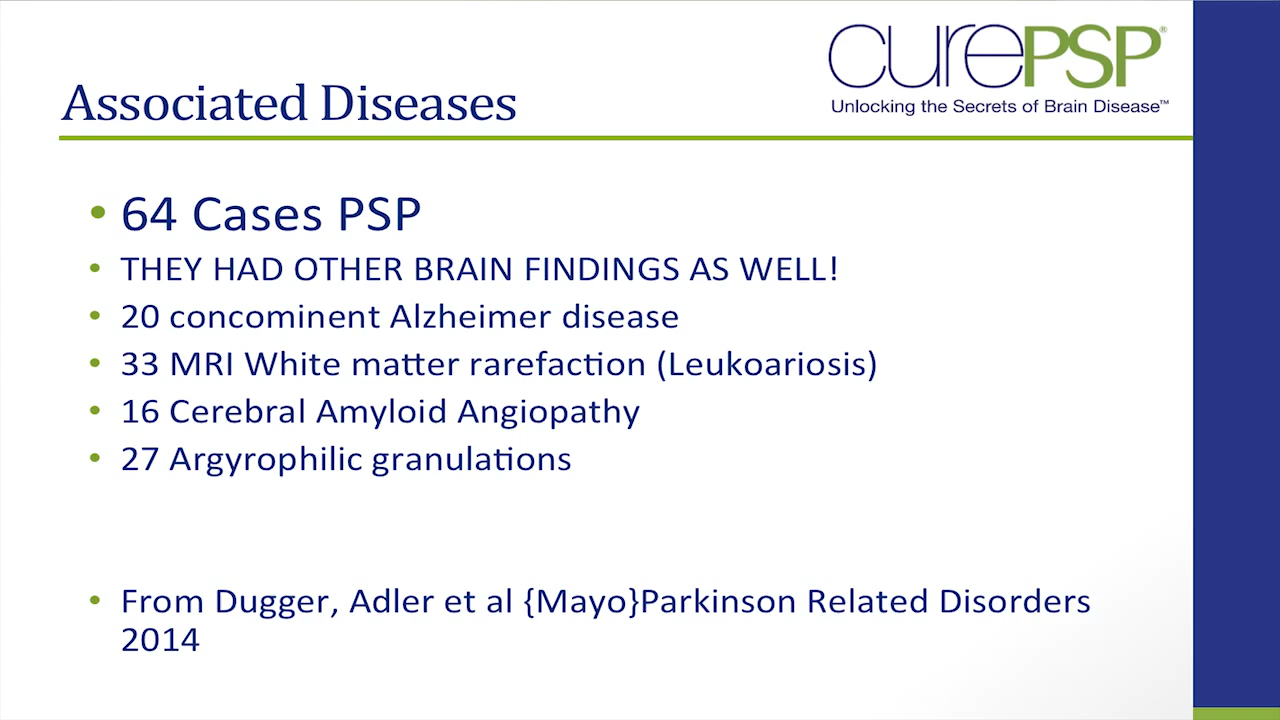 curePSP®
Unlocking the Secrets of Brain Disease™
Associated Diseases
• 64 Cases PSP
• THEY HAD OTHER BRAIN FINDINGS AS WELL!
• 20 concominent Alzheimer disease
• 33 MRI White matter rarefaction (Leukoariosis)
• 16 Cerebral Amyloid Angiopathy
• 27 Argyrophilic granulations
• From Dugger, Adler et al {Mayo}Parkinson Related Disorders
2014